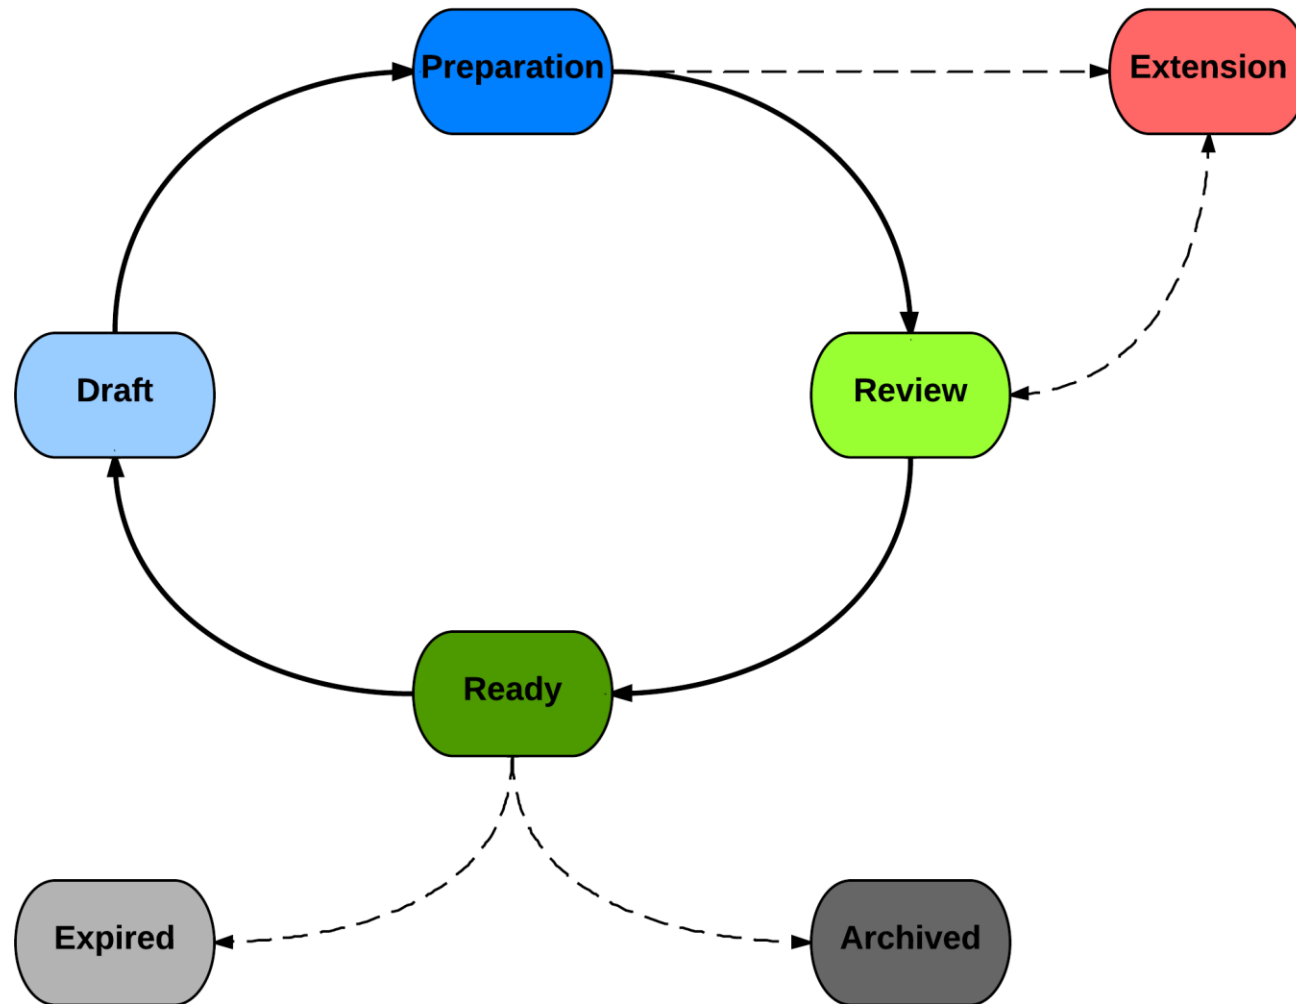 Preparation
Extension
Draft
Review
Ready
Expired
Archived